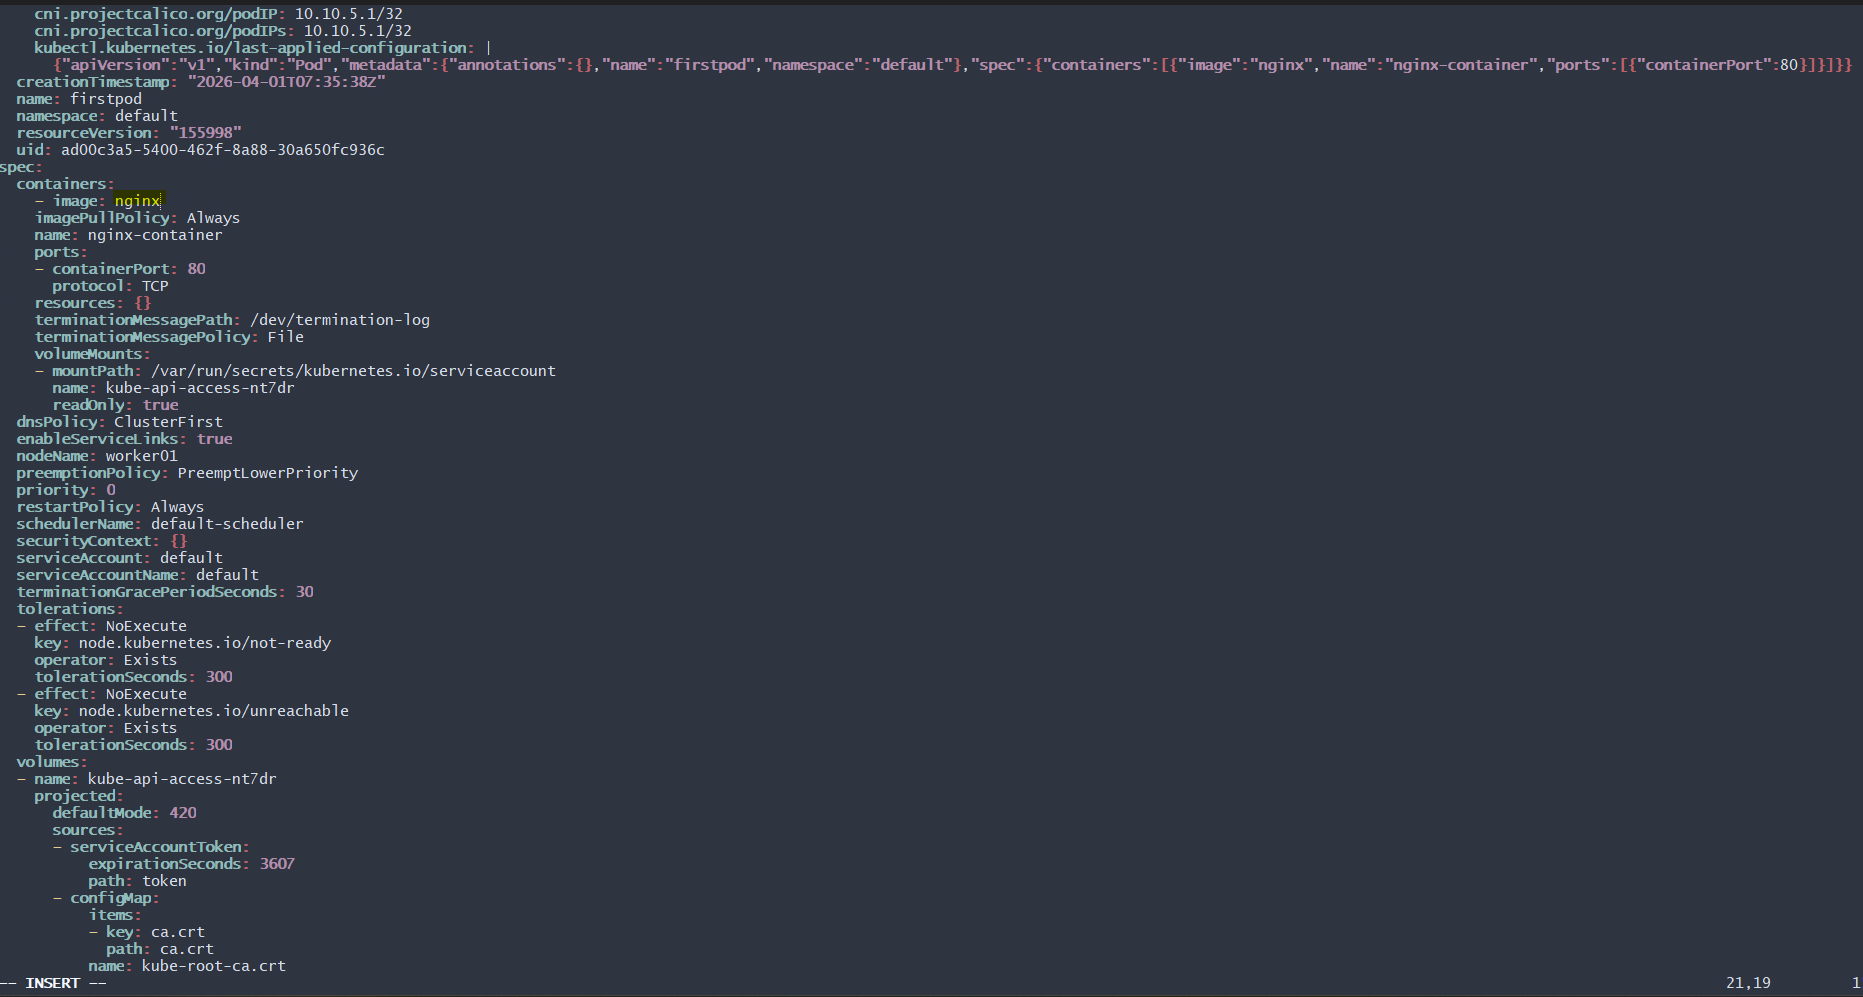 cni.projectcalico.org/podIP: 10.10.5.1/32
    cni.projectcalico.org/podIPs: 10.10.5.1/32
    kubectl.kubernetes.io/last-applied-configuration: |
      {"apiVersion":"v1","kind":"Pod","metadata":{"annotations":{},"name":"firstpod","namespace":"default"},"spec":{"containers":[{"image":"nginx","name":"nginx-container","ports":[{"containerPort":80}]}]}}
  creationTimestamp: "2026-04-01T07:35:38Z"
  name: firstpod
  namespace: default
  resourceVersion: "155998"
  uid: ad00c3a5-5400-462f-8a88-30a650fc936c
spec:
  containers:
    - image: nginx
    imagePullPolicy: Always
    name: nginx-container
    ports:
    - containerPort: 80
      protocol: TCP
    resources: {}
    terminationMessagePath: /dev/termination-log
    terminationMessagePolicy: File
    volumeMounts:
    - mountPath: /var/run/secrets/kubernetes.io/serviceaccount
      name: kube-api-access-nt7dr
      readOnly: true
  dnsPolicy: ClusterFirst
  enableServiceLinks: true
  nodeName: worker01
  preemptionPolicy: PreemptLowerPriority
  priority: 0
  restartPolicy: Always
  schedulerName: default-scheduler
  securityContext: {}
  serviceAccount: default
  serviceAccountName: default
  terminationGracePeriodSeconds: 30
  tolerations:
  - effect: NoExecute
    key: node.kubernetes.io/not-ready
    operator: Exists
    tolerationSeconds: 300
  - effect: NoExecute
    key: node.kubernetes.io/unreachable
    operator: Exists
    tolerationSeconds: 300
  volumes:
  - name: kube-api-access-nt7dr
    projected:
      defaultMode: 420
      sources:
      - serviceAccountToken:
          expirationSeconds: 3607
          path: token
      - configMap:
          items:
          - key: ca.crt
            path: ca.crt
          name: kube-root-ca.crt
-- INSERT -- 21,19 1